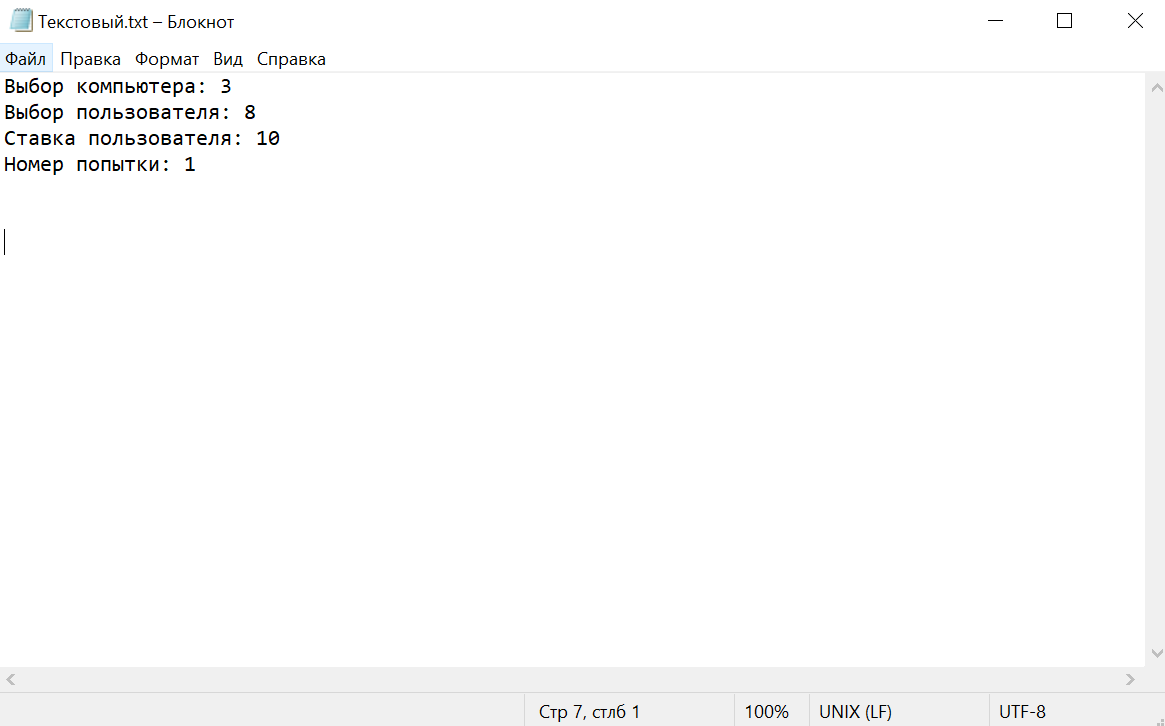 Текстовый.txt – Блокнот
Файл Правка Формат Вид Справка
Выбор компьютера: 3
Выбор пользователя: 8
Ставка пользователя: 10
Номер попытки: 1
Стр 7, стлб 1 100% UNIX (LF) UTF-8